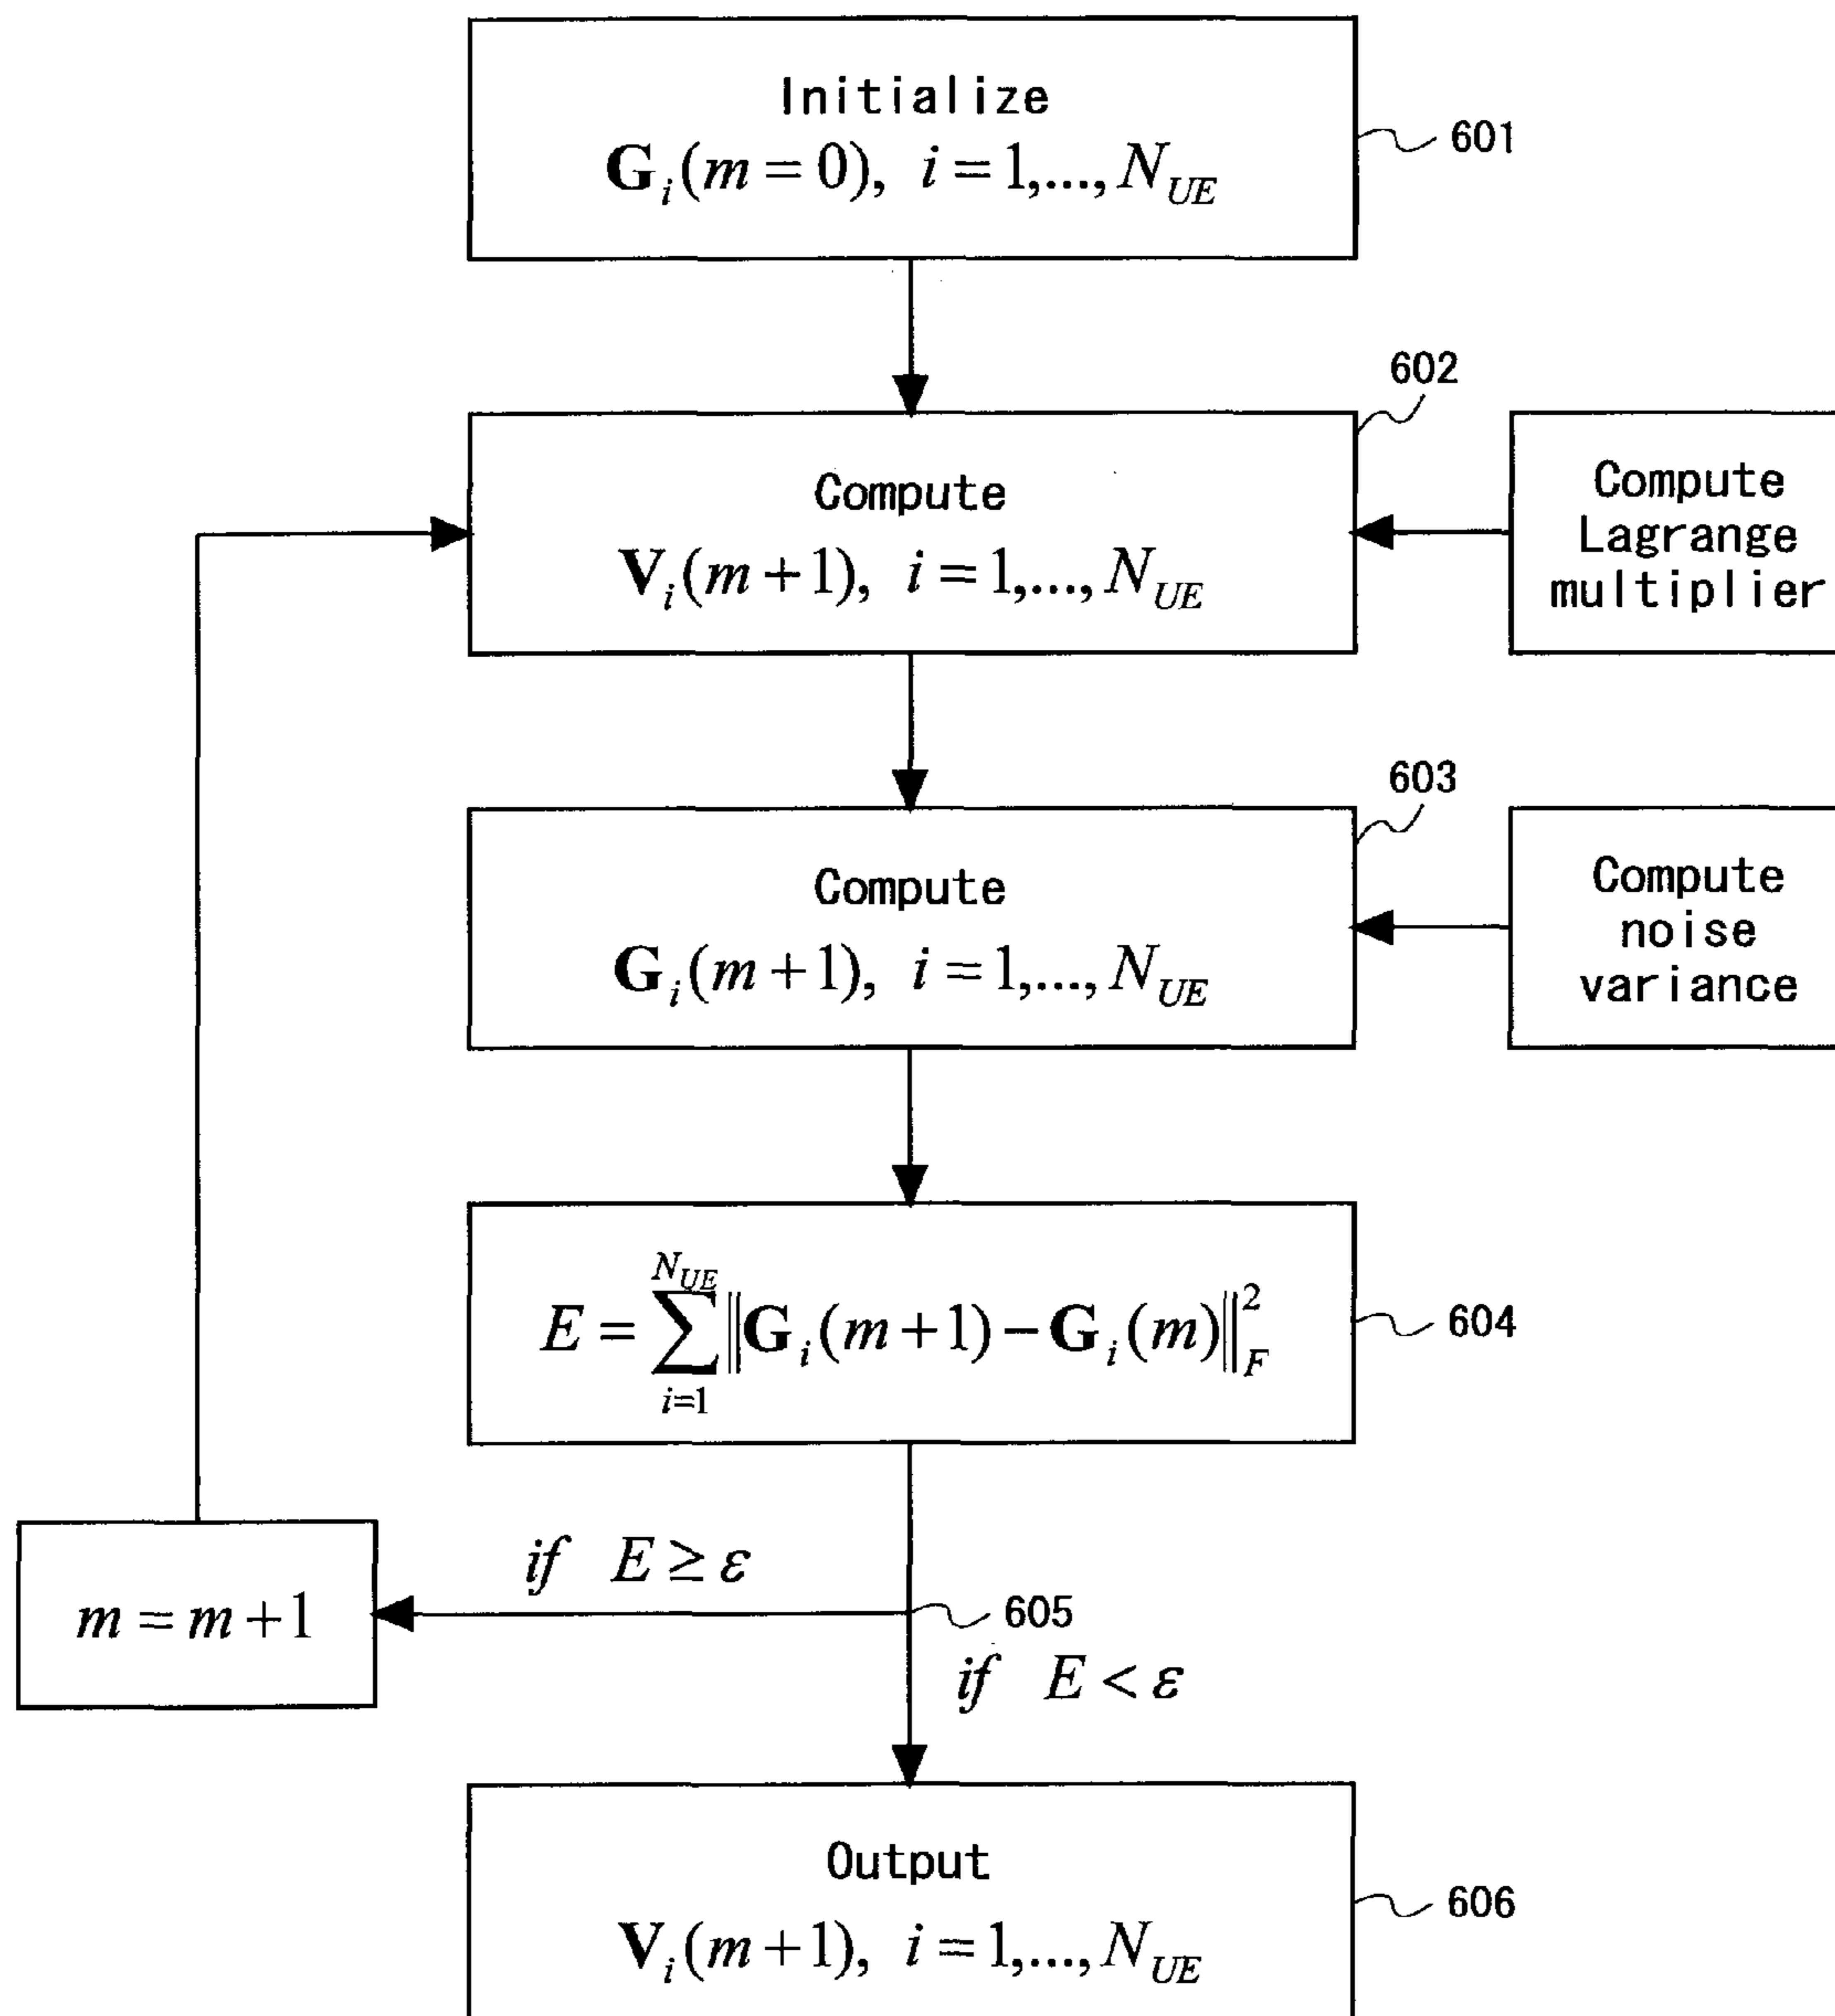 Initialize
G_i(m = 0), i = 1,..., N_UE
601
602
Compute
V_i(m + 1), i = 1,..., N_UE
Compute
Lagrange
multiplier
603
Compute
G_i(m + 1), i = 1,..., N_UE
Compute
noise
variance
E = ∑_{i=1}^{N_UE} ‖G_i(m + 1) − G_i(m)‖_F^2
604
if E ≥ ε
m = m + 1
605
if E < ε
Output
V_i(m + 1), i = 1,..., N_UE
606